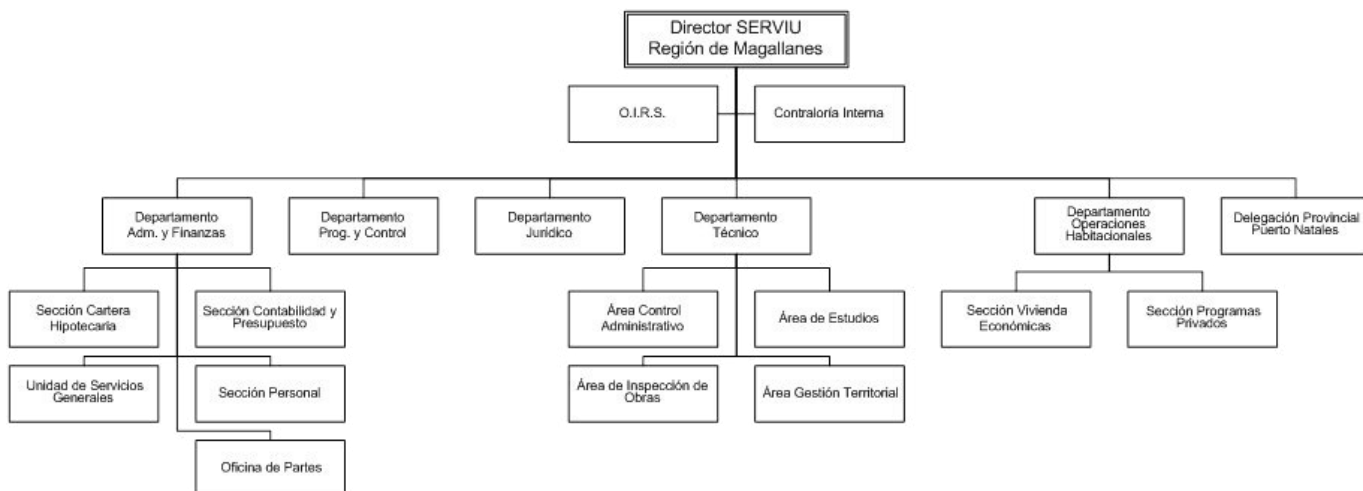 Director SERVIU
Región de Magallanes
O.I.R.S.
Contraloría Interna
Departamento
Adm. y Finanzas
Departamento
Prog. y Control
Departamento
Jurídico
Departamento
Técnico
Departamento
Operaciones
Habitacionales
Delegación Provincial
Puerto Natales
Sección Cartera
Hipotecaria
Sección Contabilidad y
Presupuesto
Área Control
Administrativo
Área de Estudios
Sección Vivienda
Económicas
Sección Programas
Privados
Unidad de Servicios
Generales
Sección Personal
Área de Inspección de
Obras
Área Gestión Territorial
Oficina de Partes